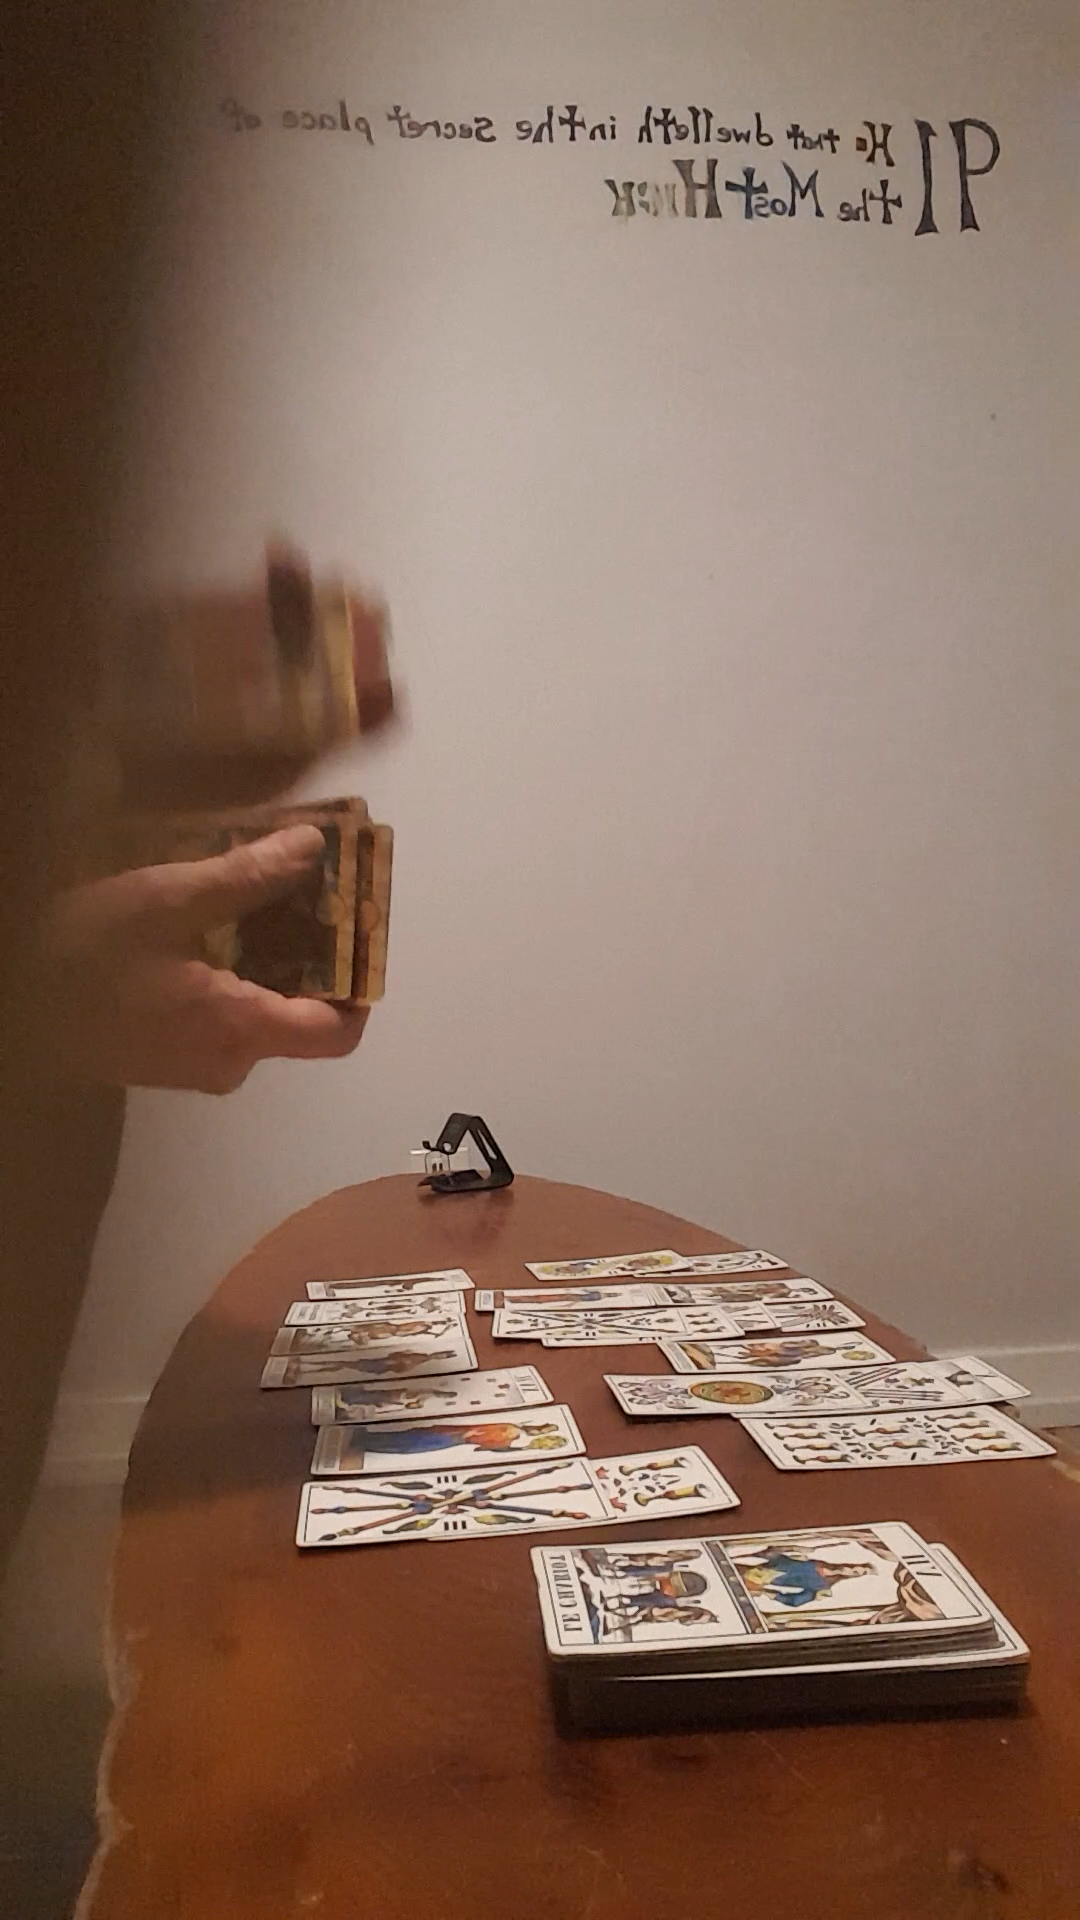 91 He that dwelleth in the Secret place of
the Most High
VII
LE CHARIOT